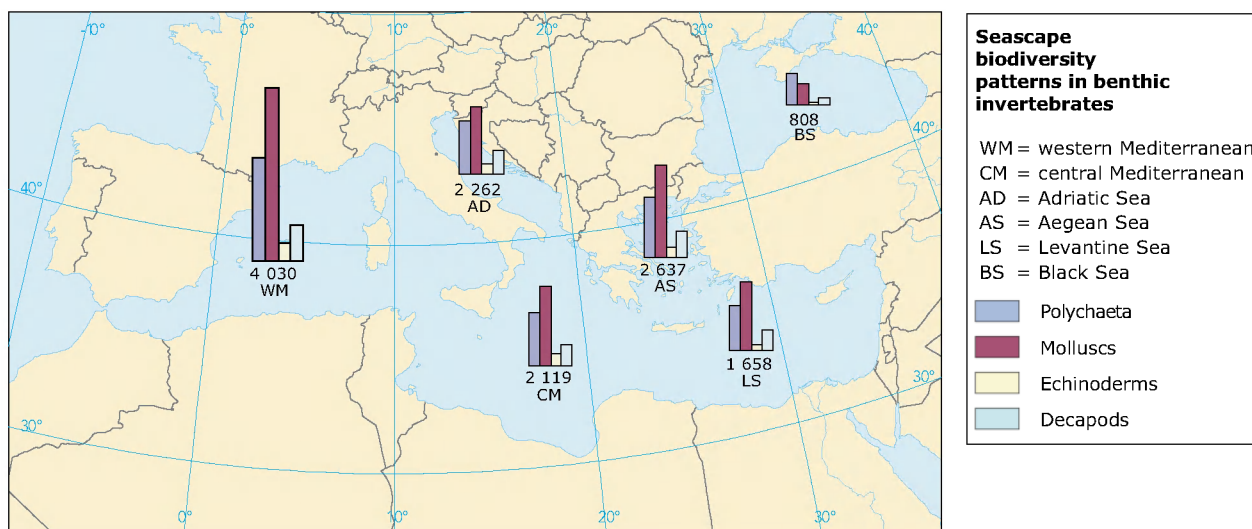 -10°
0°
10°
20°
30°
40°
40°
40°
30°
30°
0°
10°
20°
30°
4 030
WM
2 262
AD
2 119
CM
2 637
AS
1 658
LS
808
BS
Seascape
biodiversity
patterns in benthic
invertebrates
WM = western Mediterranean
CM = central Mediterranean
AD = Adriatic Sea
AS = Aegean Sea
LS = Levantine Sea
BS = Black Sea
Polychaeta
Molluscs
Echinoderms
Decapods